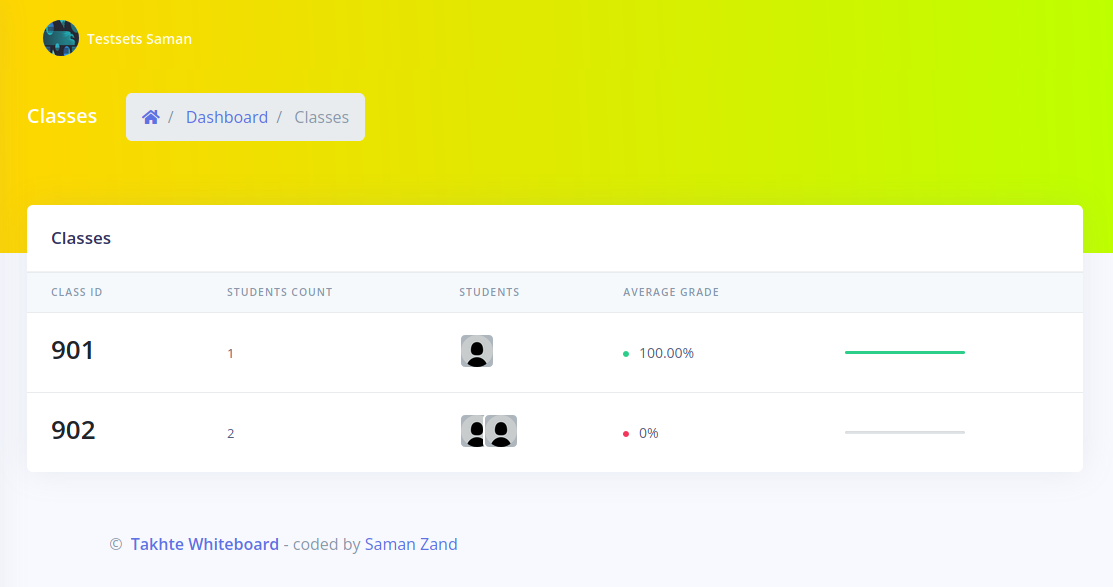 Testsets Saman
Classes / Dashboard / Classes
Classes
CLASS ID STUDENTS COUNT STUDENTS AVERAGE GRADE
901 1 100.00%
902 2 0%
© Takhte Whiteboard - coded by Saman Zand